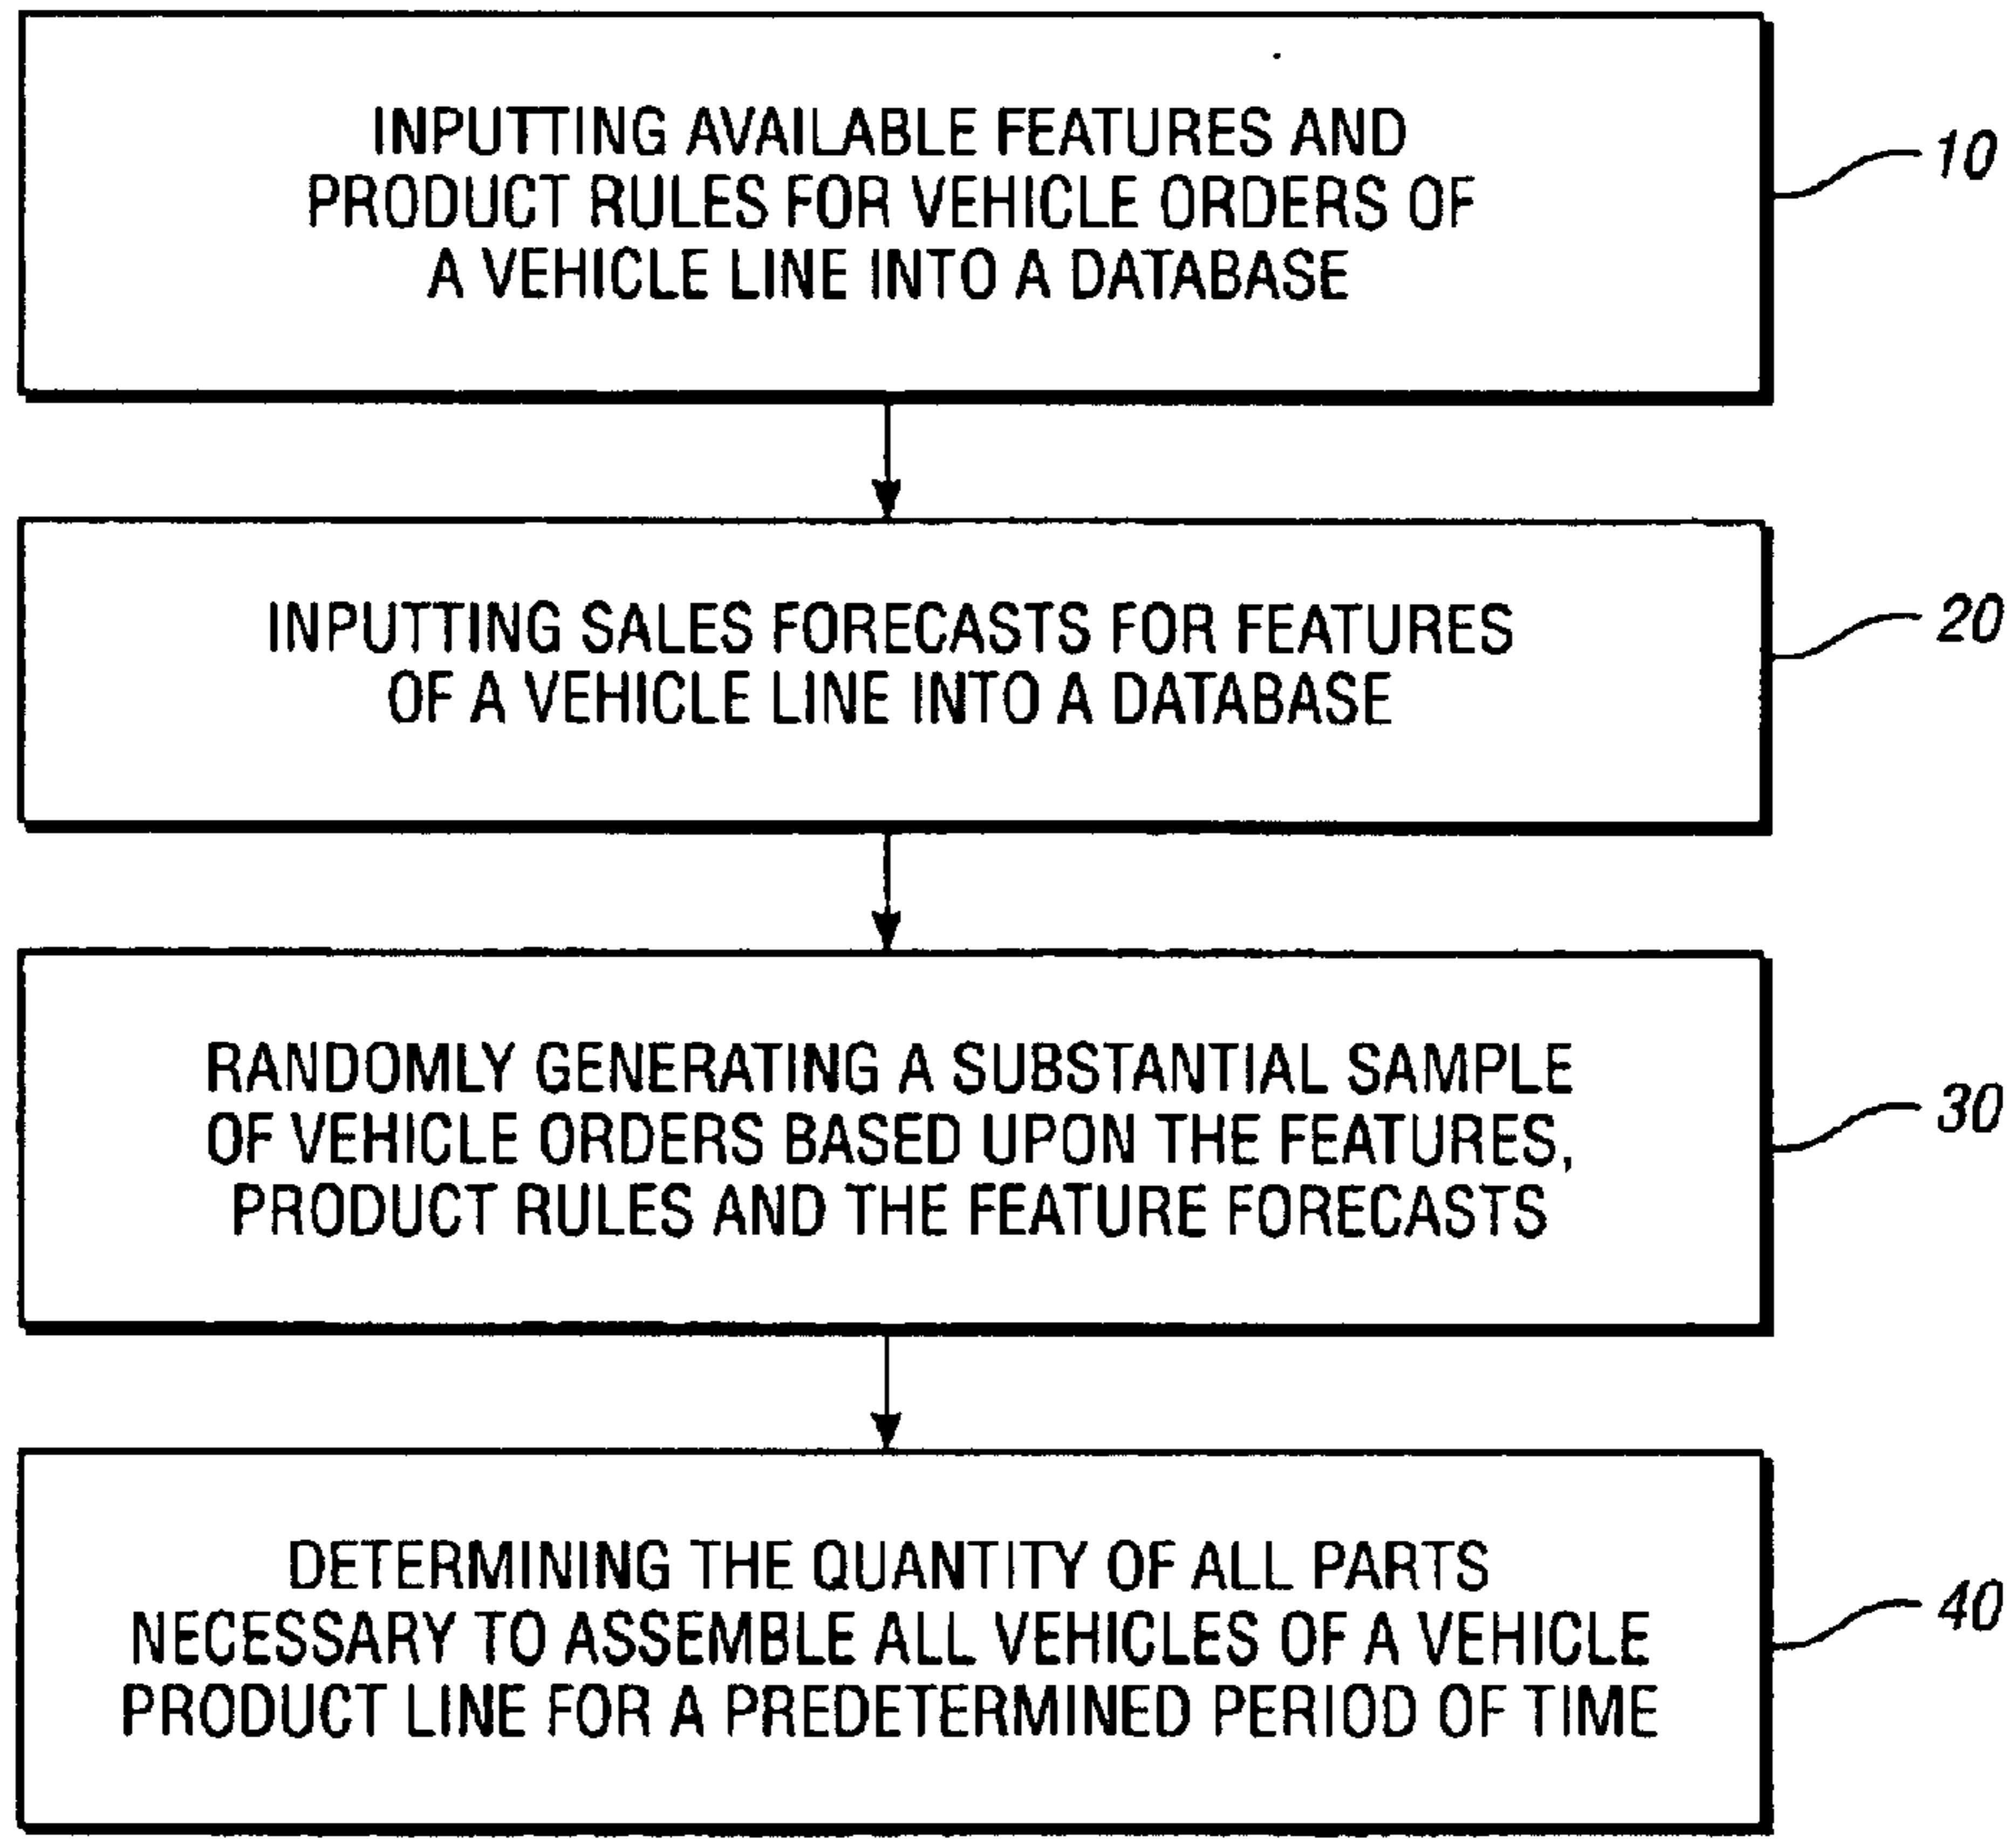 INPUTTING AVAILABLE FEATURES AND
PRODUCT RULES FOR VEHICLE ORDERS OF
A VEHICLE LINE INTO A DATABASE
10
INPUTTING SALES FORECASTS FOR FEATURES
OF A VEHICLE LINE INTO A DATABASE
20
RANDOMLY GENERATING A SUBSTANTIAL SAMPLE
OF VEHICLE ORDERS BASED UPON THE FEATURES,
PRODUCT RULES AND THE FEATURE FORECASTS
30
DETERMINING THE QUANTITY OF ALL PARTS
NECESSARY TO ASSEMBLE ALL VEHICLES OF A VEHICLE
PRODUCT LINE FOR A PREDETERMINED PERIOD OF TIME
40